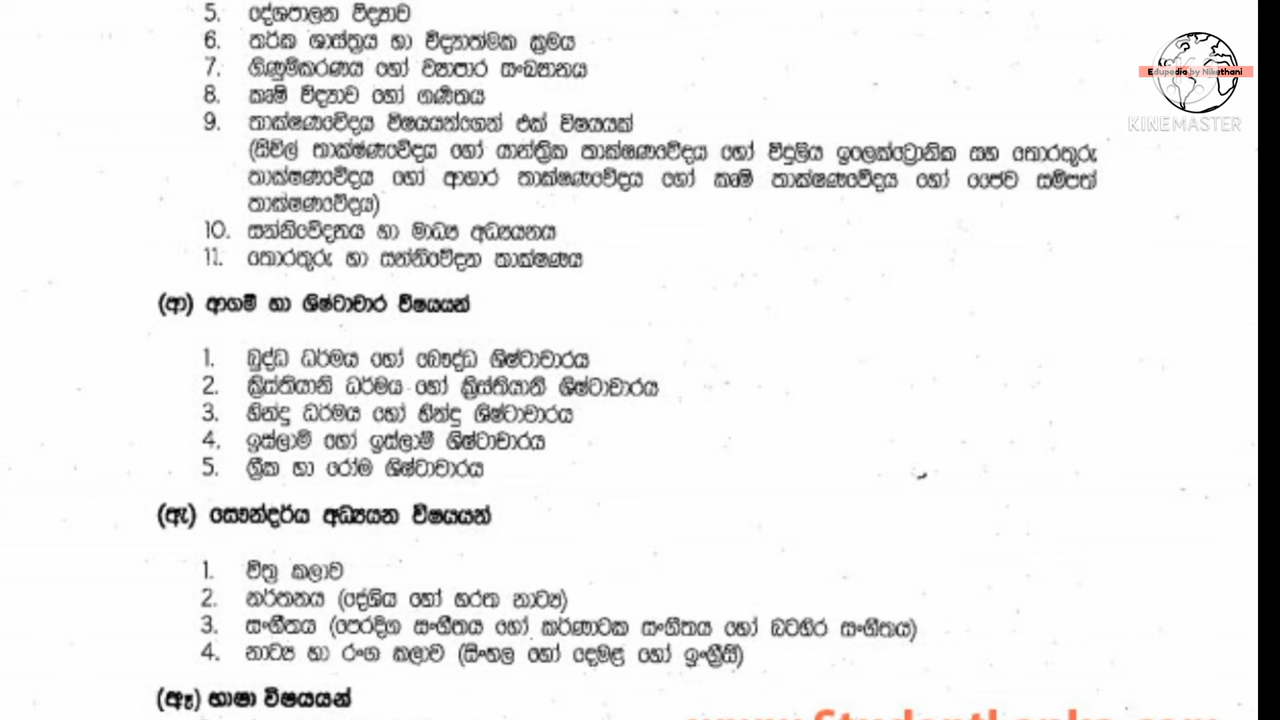 5. දේශපාලන විද්‍යාව
6. තර්ක ශාස්ත්‍රය හා විද්‍යාත්මක ක්‍රමය
7. ගිණුම්කරණය හෝ ව්‍යාපාර සංඛ්‍යානය
8. කෘෂි විද්‍යාව හෝ ගණිතය
9. තාක්ෂණවේදය විෂයයන්ගෙන් එක් විෂයයක්
(සිවිල් තාක්ෂණවේදය හෝ යාන්ත්‍රික තාක්ෂණවේදය හෝ විදුලිය ඉලෙක්ට්‍රොනික සහ තොරතුරු
තාක්ෂණවේදය හෝ ආහාර තාක්ෂණවේදය හෝ කෘෂි තාක්ෂණවේදය හෝ ජෛව සම්පත්
තාක්ෂණවේදය)
10. සන්නිවේදනය හා මාධ්‍ය අධ්‍යයනය
11. තොරතුරු හා සන්නිවේදන තාක්ෂණය
(ආ) ආගම් හා ශිෂ්ටාචාර විෂයයන්
1. බුද්ධ ධර්මය හෝ බෞද්ධ ශිෂ්ටාචාරය
2. ක්‍රිස්තියානි ධර්මය හෝ ක්‍රිස්තියානි ශිෂ්ටාචාරය
3. හින්දු ධර්මය හෝ හින්දු ශිෂ්ටාචාරය
4. ඉස්ලාම් හෝ ඉස්ලාම් ශිෂ්ටාචාරය
5. ග්‍රීක හා රෝම ශිෂ්ටාචාරය
(ඇ) සෞන්දර්ය අධ්‍යයන විෂයයන්
1. චිත්‍ර කලාව
2. නර්තනය (දේශීය හෝ භරත නාට්‍ය)
3. සංගීතය (පෙරදිග සංගීතය හෝ කර්ණාටක සංගීතය හෝ බටහිර සංගීතය)
4. නාට්‍ය හා රංග කලාව (සිංහල හෝ දෙමළ හෝ ඉංග්‍රීසි)
(ඈ) භාෂා විෂයයන්
Edupedia by Nikethani
KINEMASTER